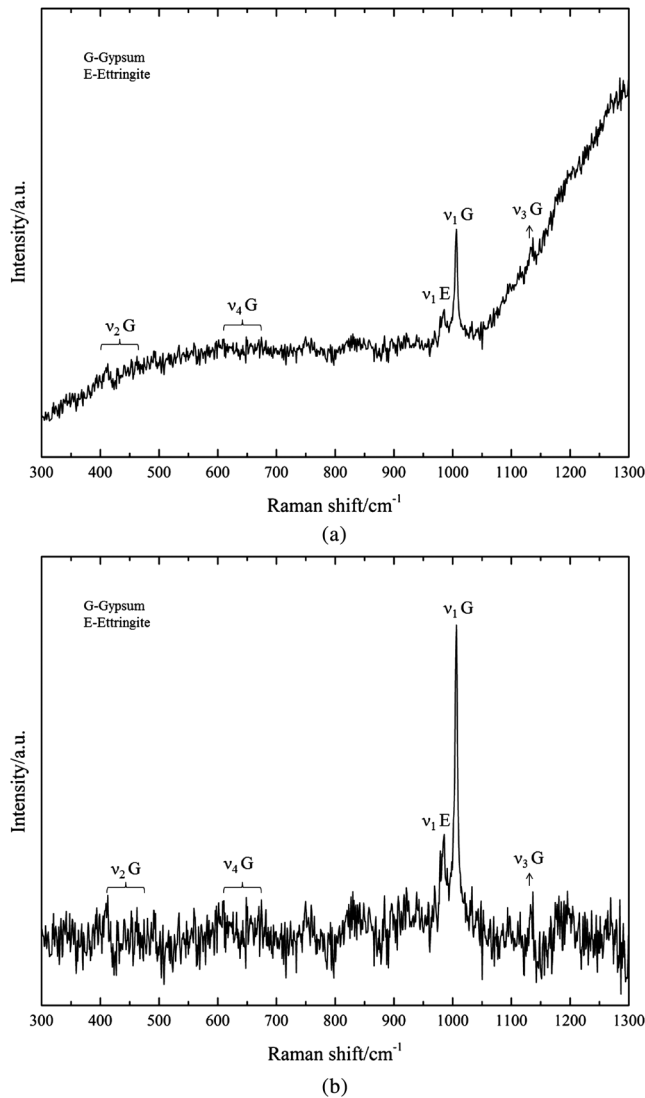 G-Gypsum
E-Ettringite
ν₁ G
ν₃ G
ν₁ E
ν₄ G
ν₂ G
Intensity/a.u.
300 400 500 600 700 800 900 1000 1100 1200 1300
Raman shift/cm⁻¹
(a)
G-Gypsum
E-Ettringite
ν₁ G
ν₁ E
ν₂ G
ν₄ G
ν₃ G
Intensity/a.u.
300 400 500 600 700 800 900 1000 1100 1200 1300
Raman shift/cm⁻¹
(b)